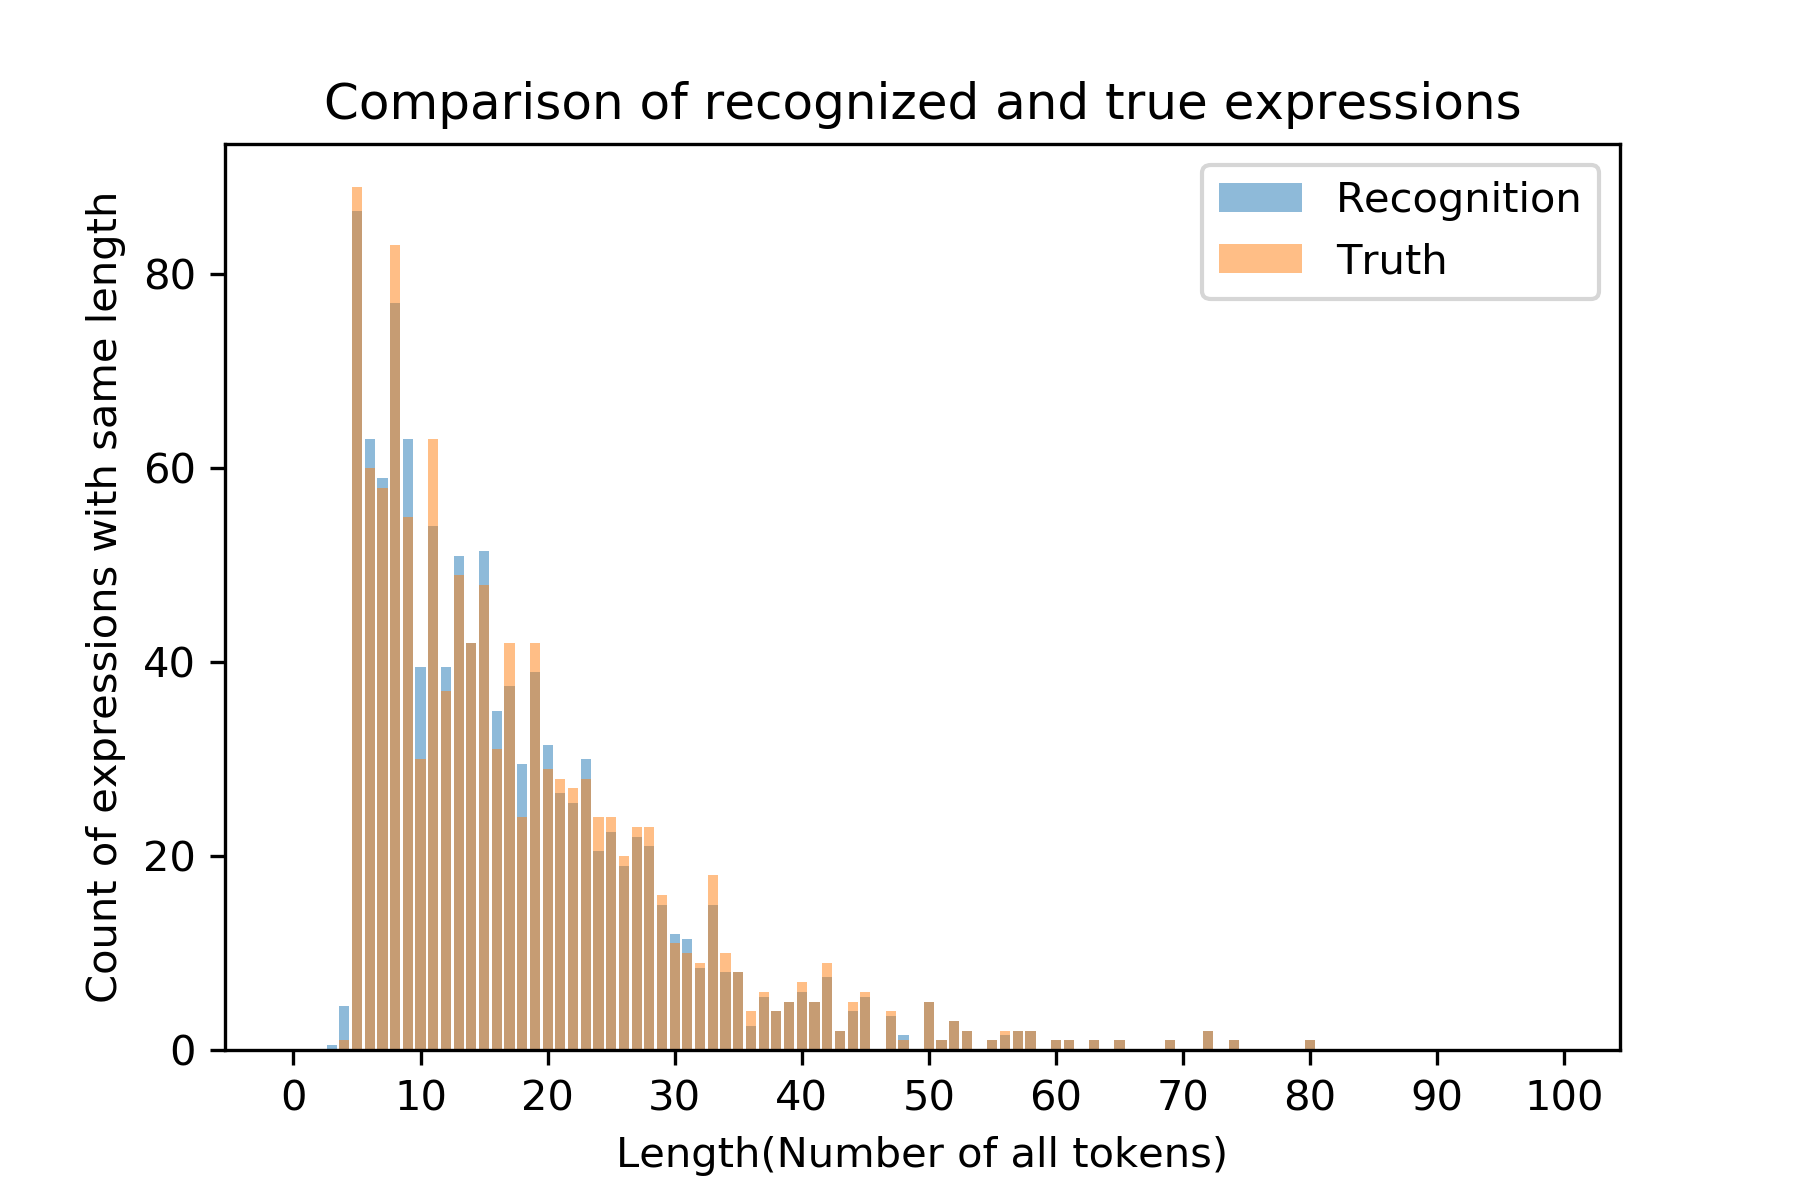 Comparison of recognized and true expressions
Recognition
Truth
Count of expressions with same length
80
60
40
20
0
0 10 20 30 40 50 60 70 80 90 100
Length(Number of all tokens)